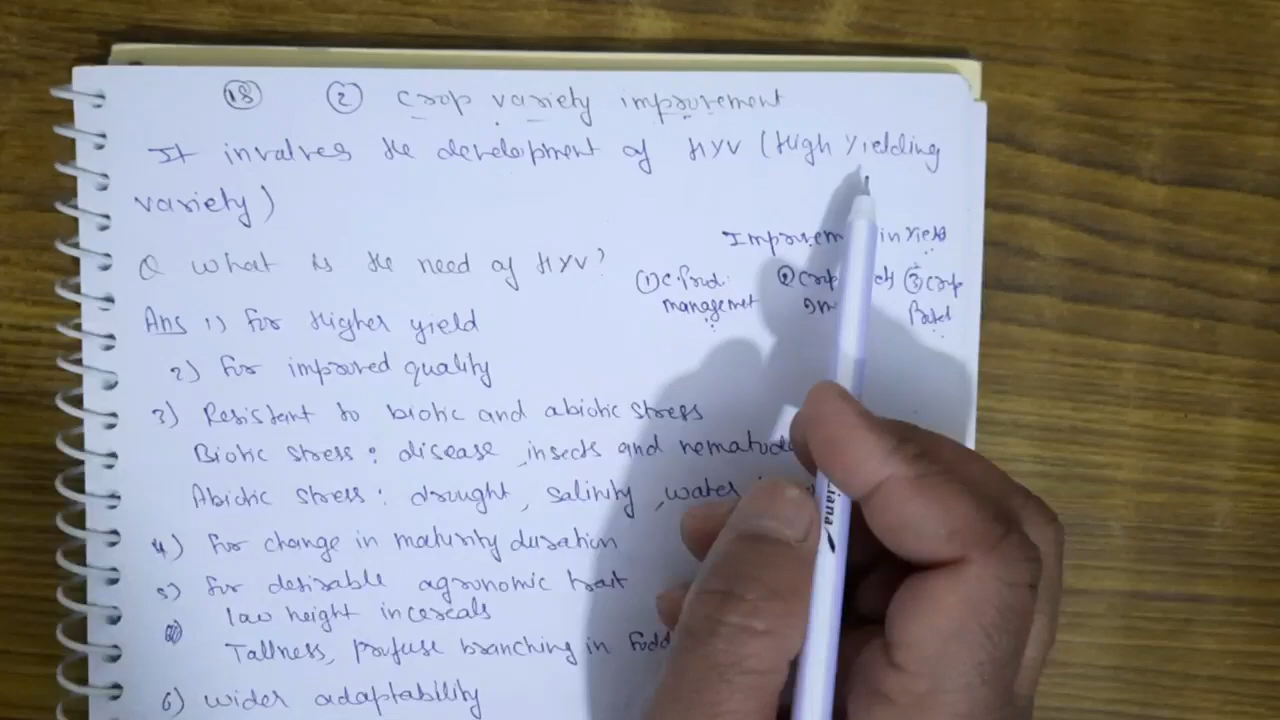 18 2 Crop variety improvement
It involves the development of HYV (High Yielding
variety)
Improvem in Yield
Q What is the need of HYV?
(1) C. Prod. (2) Crop (3) Crop
management Im Protect
Ans 1) For Higher yield
2) For improved quality
3) Resistant to biotic and abiotic stress
Biotic stress : disease, insects and nematode
Abiotic stress : drought, salinity, water
4) For change in maturity duration
5) For desirable agronomic trait
low height in cereals
Tallness, profuse branching in Fodd
6) wider adaptability
Liana